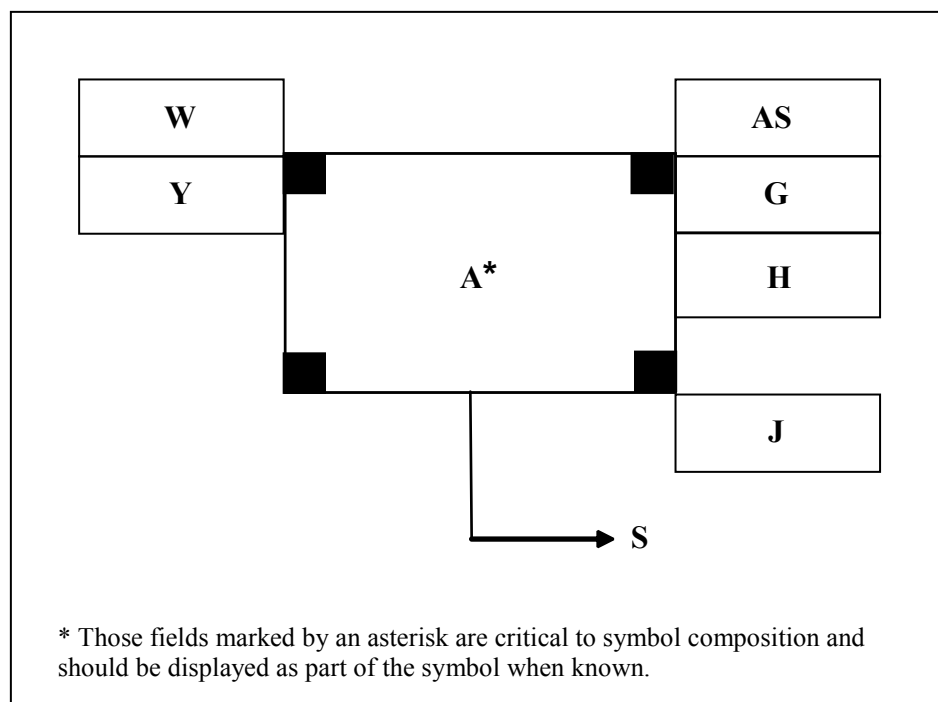 W
AS
Y
G
A*
H
J
S
* Those fields marked by an asterisk are critical to symbol composition and
should be displayed as part of the symbol when known.